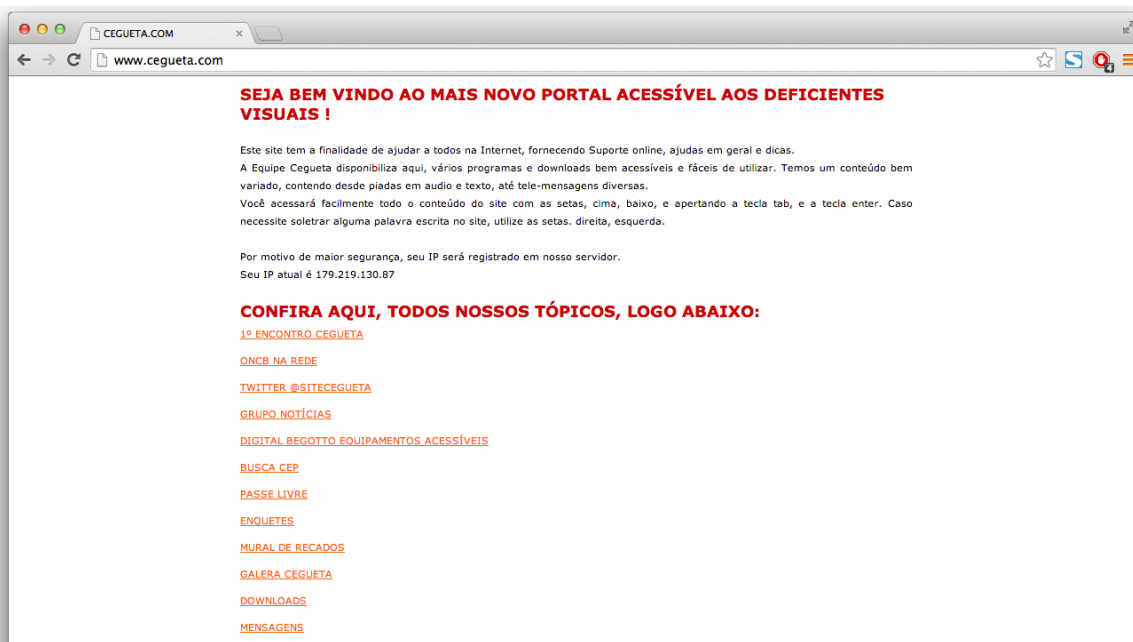 CEGUETA.COM
www.cegueta.com
4
SEJA BEM VINDO AO MAIS NOVO PORTAL ACESSÍVEL AOS DEFICIENTES
VISUAIS !
Este site tem a finalidade de ajudar a todos na Internet, fornecendo Suporte online, ajudas em geral e dicas.
A Equipe Cegueta disponibiliza aqui, vários programas e downloads bem acessíveis e fáceis de utilizar. Temos um conteúdo bem
variado, contendo desde piadas em audio e texto, até tele-mensagens diversas.
Você acessará facilmente todo o conteúdo do site com as setas, cima, baixo, e apertando a tecla tab, e a tecla enter. Caso
necessite soletrar alguma palavra escrita no site, utilize as setas. direita, esquerda.
Por motivo de maior segurança, seu IP será registrado em nosso servidor.
Seu IP atual é 179.219.130.87
CONFIRA AQUI, TODOS NOSSOS TÓPICOS, LOGO ABAIXO:
1º ENCONTRO CEGUETA
ONCB NA REDE
TWITTER @SITECEGUETA
GRUPO NOTÍCIAS
DIGITAL BEGOTTO EQUIPAMENTOS ACESSÍVEIS
BUSCA CEP
PASSE LIVRE
ENQUETES
MURAL DE RECADOS
GALERA CEGUETA
DOWNLOADS
MENSAGENS